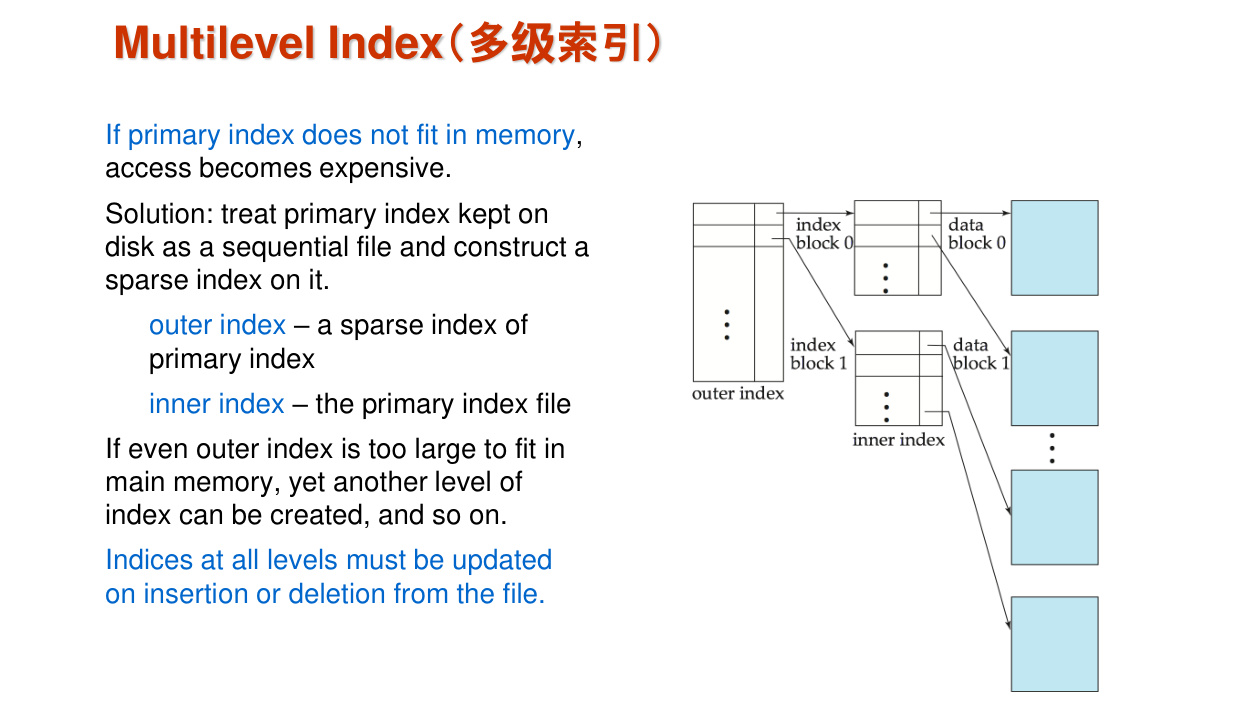 Multilevel Index（多级索引）
If primary index does not fit in memory,
access becomes expensive.
Solution: treat primary index kept on
disk as a sequential file and construct a
sparse index on it.
outer index – a sparse index of
primary index
inner index – the primary index file
If even outer index is too large to fit in
main memory, yet another level of
index can be created, and so on.
Indices at all levels must be updated
on insertion or deletion from the file.
index
block 0
data
block 0
index
block 1
data
block 1
outer index
inner index